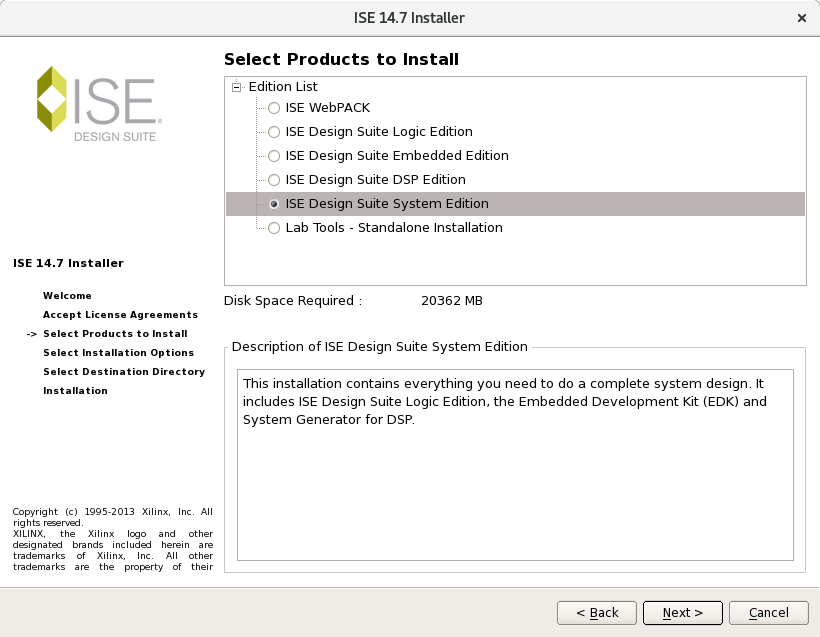 ISE 14.7 Installer
ISE.
DESIGN SUITE
ISE 14.7 Installer
Welcome
Accept License Agreements
-> Select Products to Install
Select Installation Options
Select Destination Directory
Installation
Copyright (c) 1995-2013 Xilinx, Inc. All
rights reserved.
XILINX, the Xilinx logo and other
designated brands included herein are
trademarks of Xilinx, Inc. All other
trademarks are the property of their
Select Products to Install
Edition List
ISE WebPACK
ISE Design Suite Logic Edition
ISE Design Suite Embedded Edition
ISE Design Suite DSP Edition
ISE Design Suite System Edition
Lab Tools - Standalone Installation
Disk Space Required : 20362 MB
Description of ISE Design Suite System Edition
This installation contains everything you need to do a complete system design. It
includes ISE Design Suite Logic Edition, the Embedded Development Kit (EDK) and
System Generator for DSP.
< Back Next > Cancel